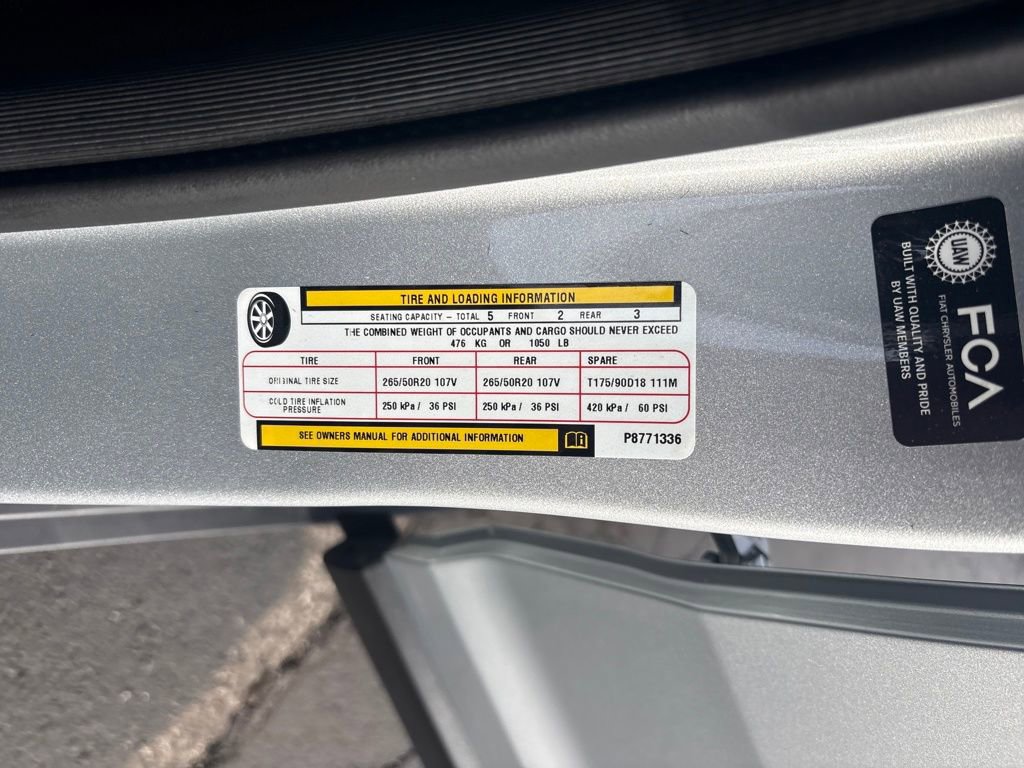 TIRE AND LOADING INFORMATION
SEATING CAPACITY – TOTAL 5 FRONT 2 REAR 3
THE COMBINED WEIGHT OF OCCUPANTS AND CARGO SHOULD NEVER EXCEED
476 KG OR 1050 LB
TIRE FRONT REAR SPARE
ORIGINAL TIRE SIZE 265/50R20 107V 265/50R20 107V T175/90D18 111M
COLD TIRE INFLATION PRESSURE 250 kPa / 36 PSI 250 kPa / 36 PSI 420 kPa / 60 PSI
SEE OWNERS MANUAL FOR ADDITIONAL INFORMATION
P8771336
FCA
FIAT CHRYSLER AUTOMOBILES
UAW
BUILT WITH QUALITY AND PRIDE
BY UAW MEMBERS